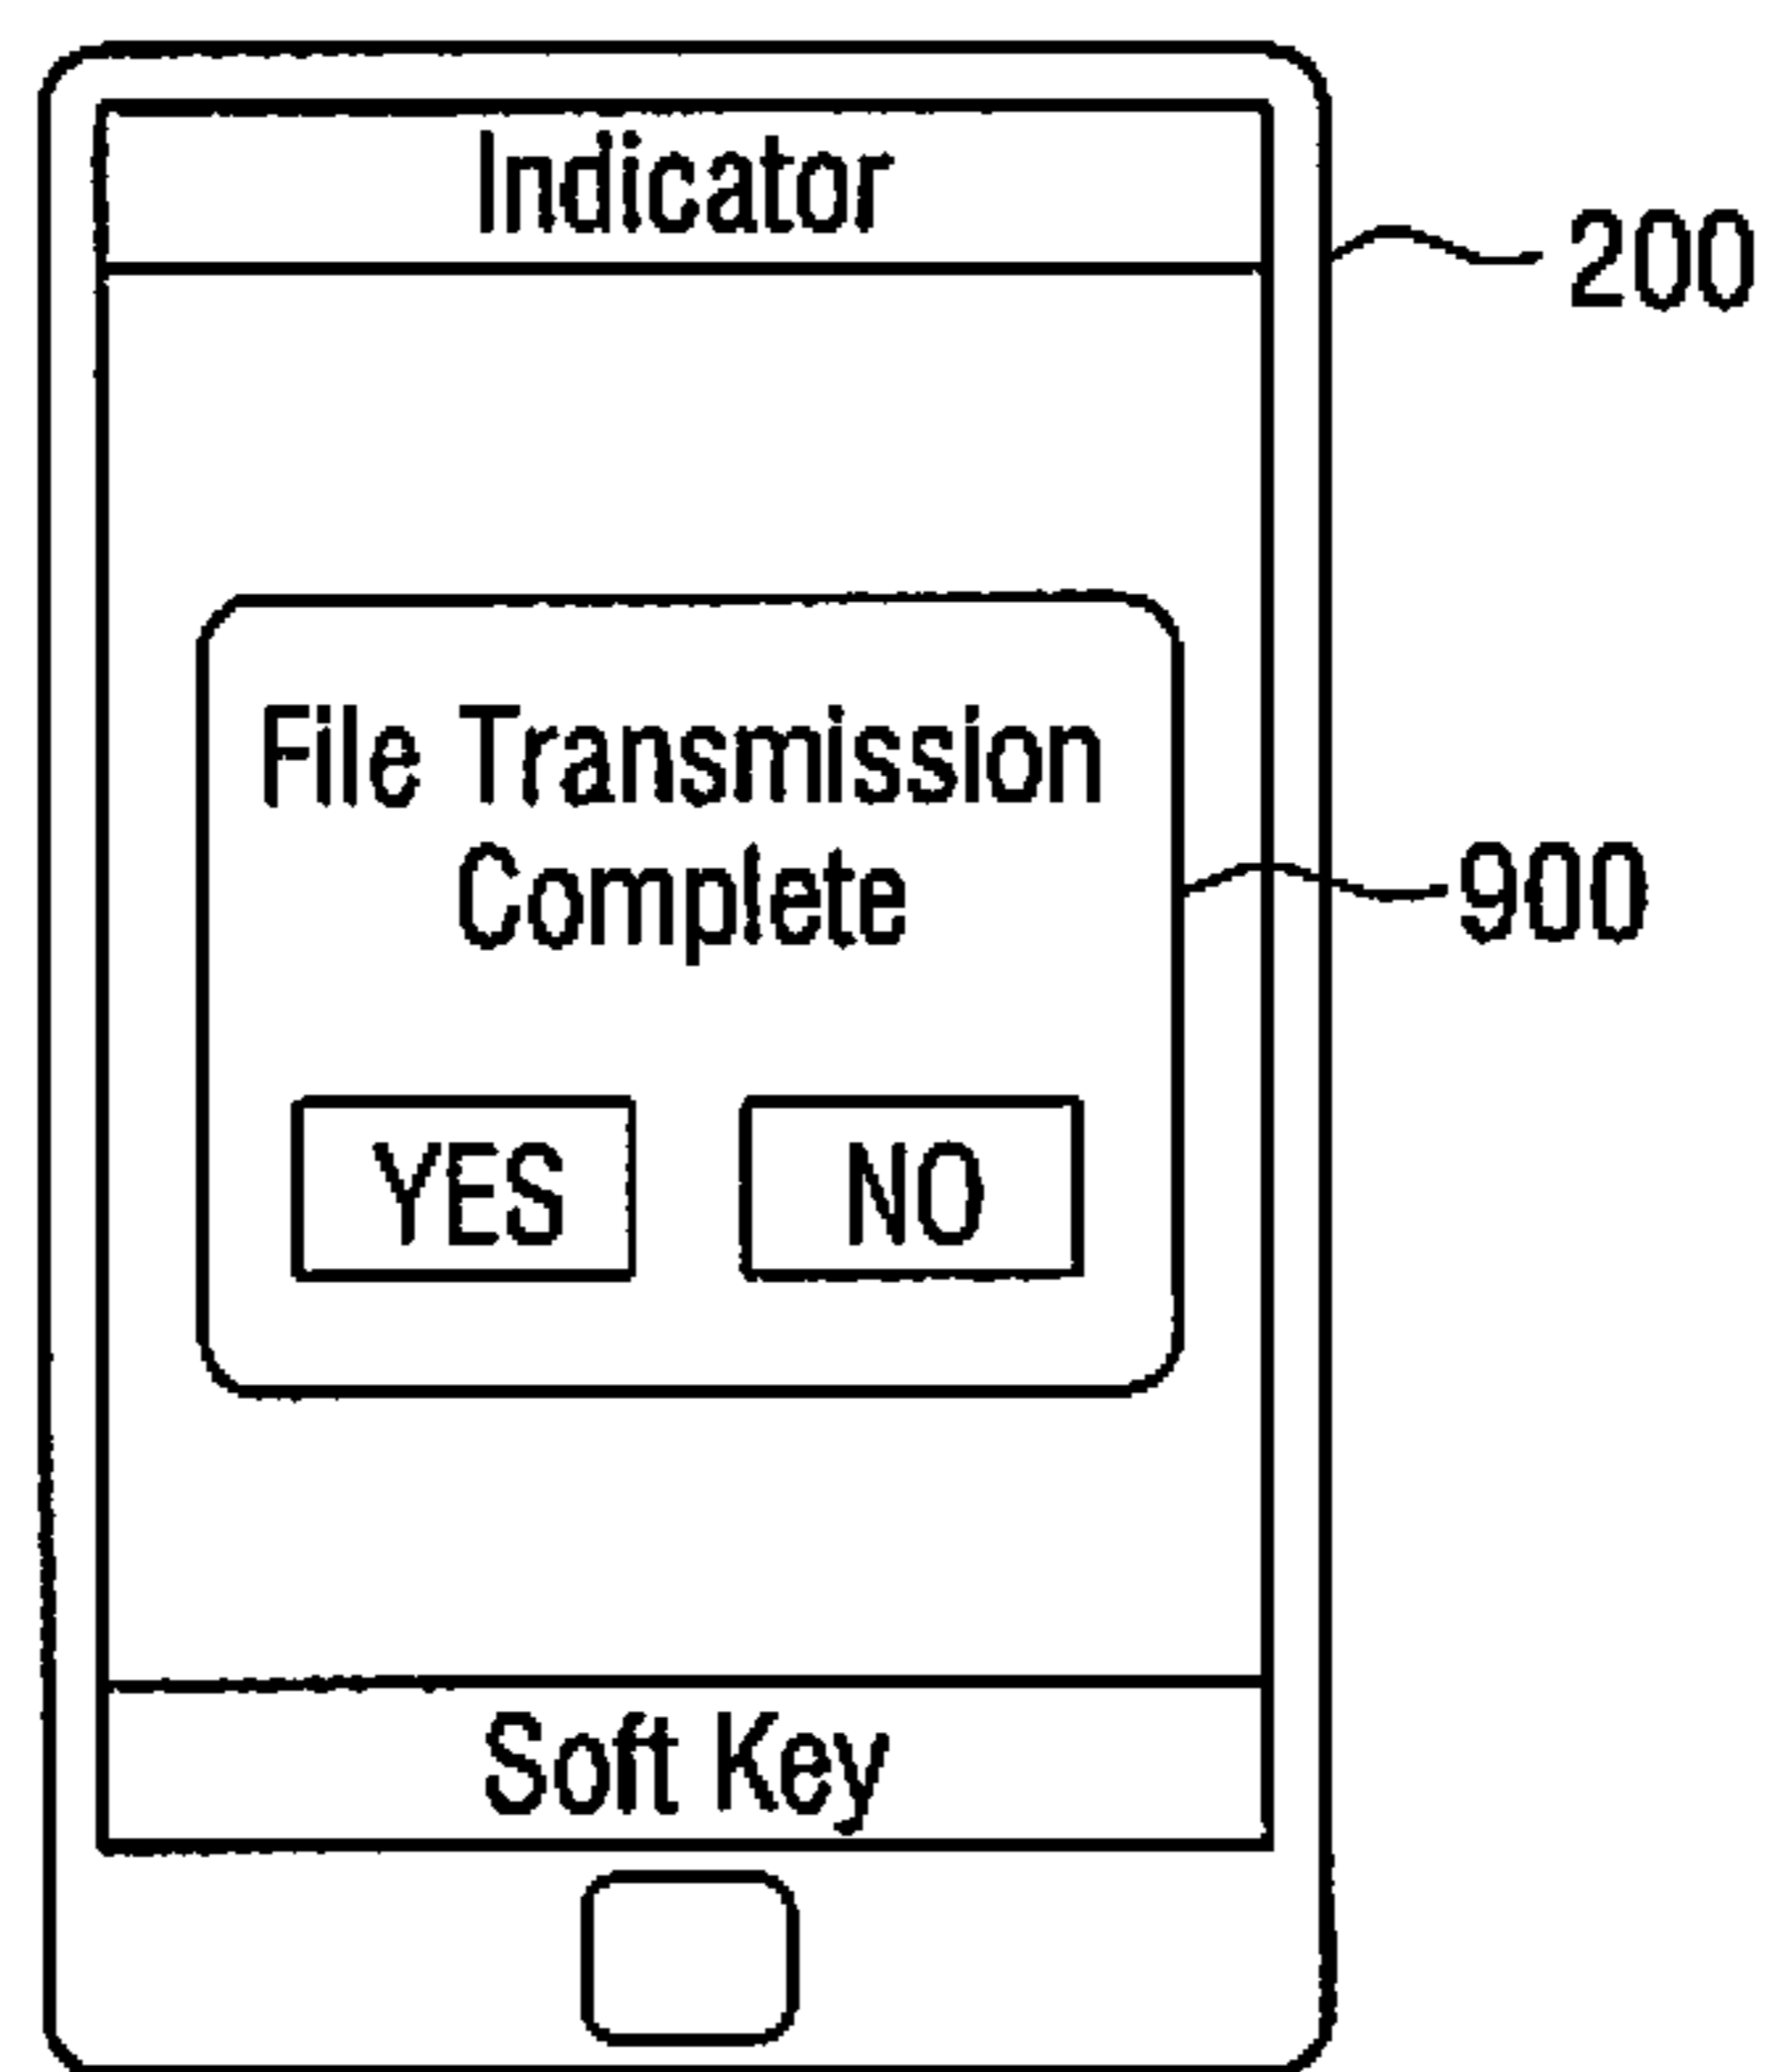 Indicator
200
File Transmission
Complete
900
YES NO
Soft Key